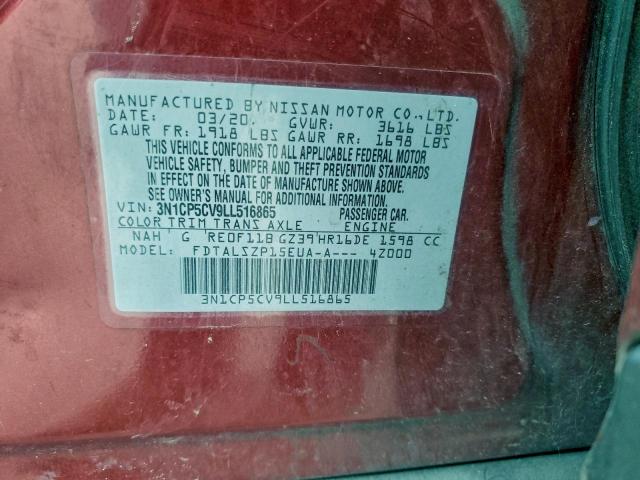 MANUFACTURED BY NISSAN MOTOR CO., LTD.
DATE: 03/20. GVWR: 3616 LBS
GAWR FR: 1918 LBS GAWR RR: 1698 LBS
THIS VEHICLE CONFORMS TO ALL APPLICABLE FEDERAL MOTOR
VEHICLE SAFETY, BUMPER AND THEFT PREVENTION STANDARDS
IN EFFECT ON THE DATE OF MANUFACTURE SHOWN ABOVE.
SEE OWNER'S MANUAL FOR ADDITIONAL INFORMATION.
VIN: 3N1CP5CV9LL516865 PASSENGER CAR.
COLOR TRIM TRANS AXLE ENGINE
NAH G RE0F11B GZ39 HR16DE 1598 CC
MODEL: FDTALSZP15EUA-A--- 4Z000
3N1CP5CV9LL516865